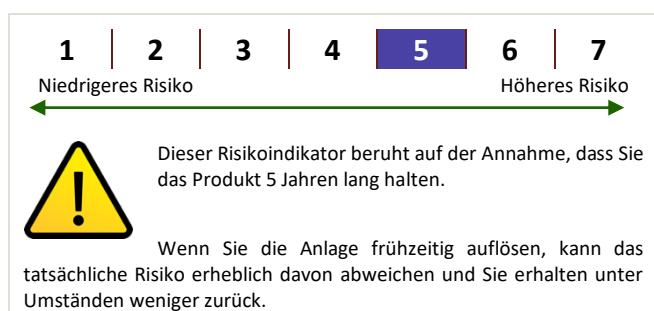 1 2 3 4 5 6 7
Niedrigeres Risiko Höheres Risiko
Dieser Risikoindikator beruht auf der Annahme, dass Sie
das Produkt 5 Jahren lang halten.
Wenn Sie die Anlage frühzeitig auflösen, kann das
tatsächliche Risiko erheblich davon abweichen und Sie erhalten unter
Umständen weniger zurück.